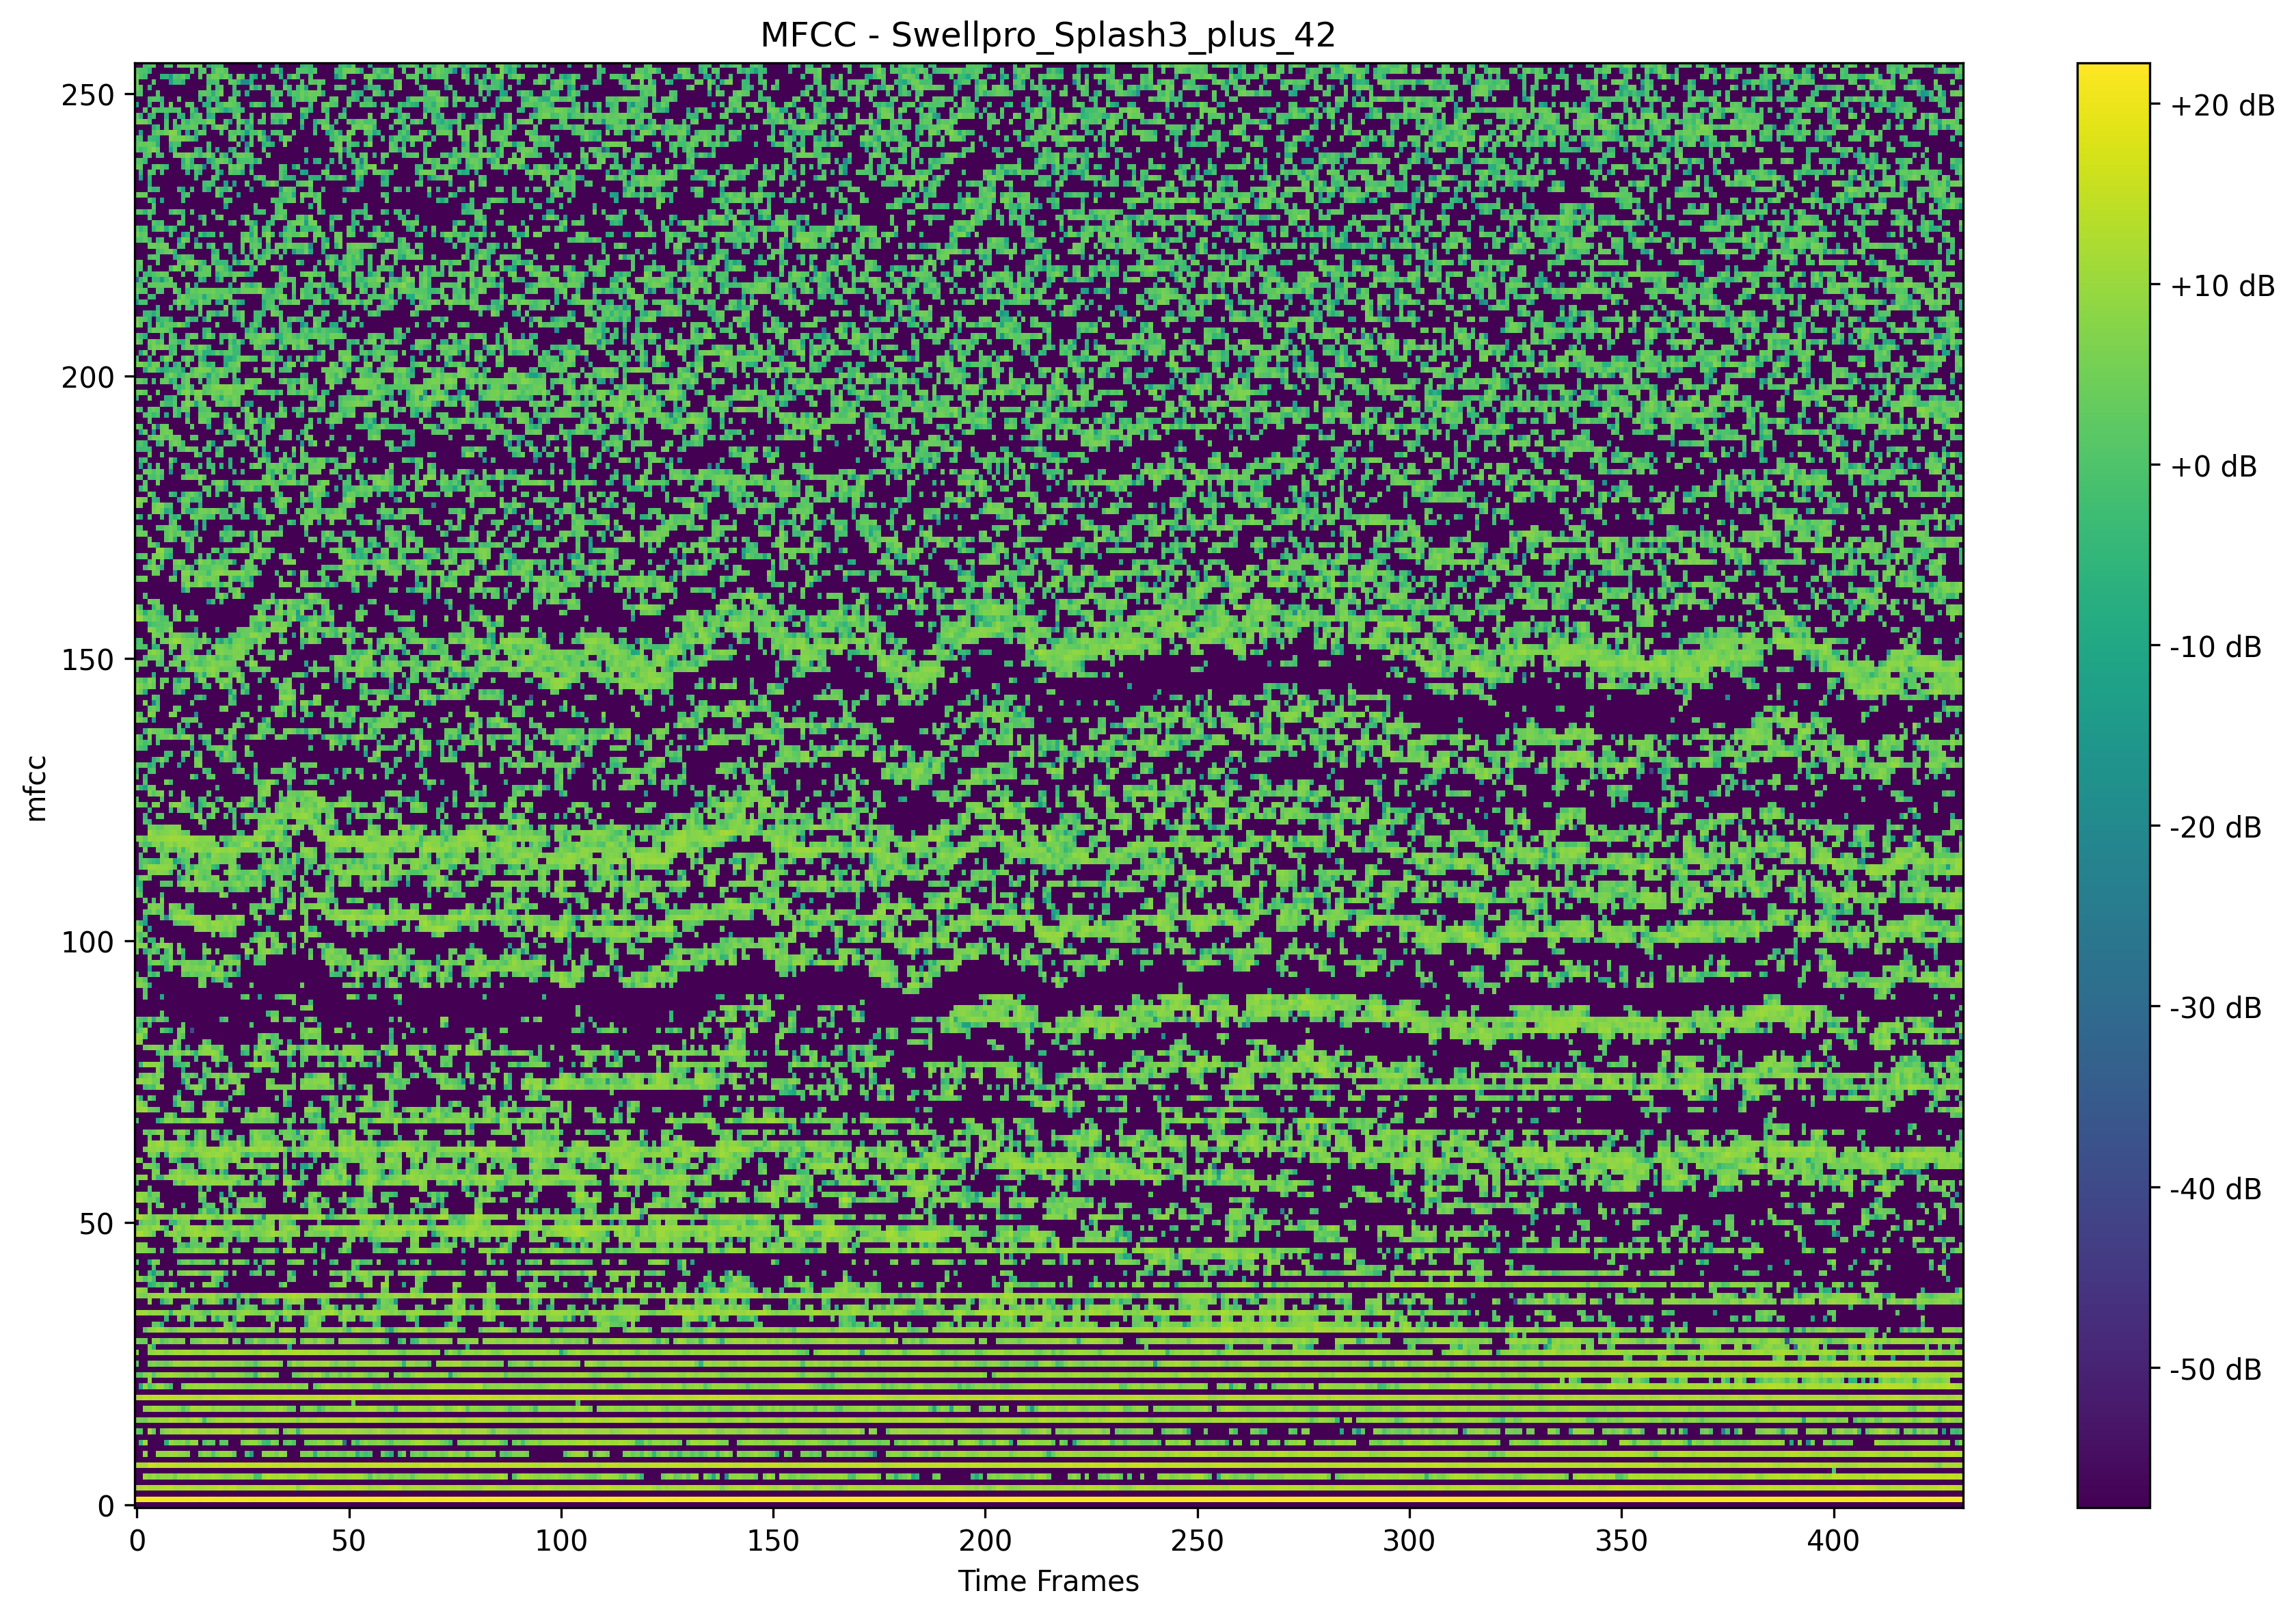 MFCC - Swellpro_Splash3_plus_42
250
200
150
100
50
0
mfcc
0 50 100 150 200 250 300 350 400
Time Frames
+20 dB
+10 dB
+0 dB
-10 dB
-20 dB
-30 dB
-40 dB
-50 dB